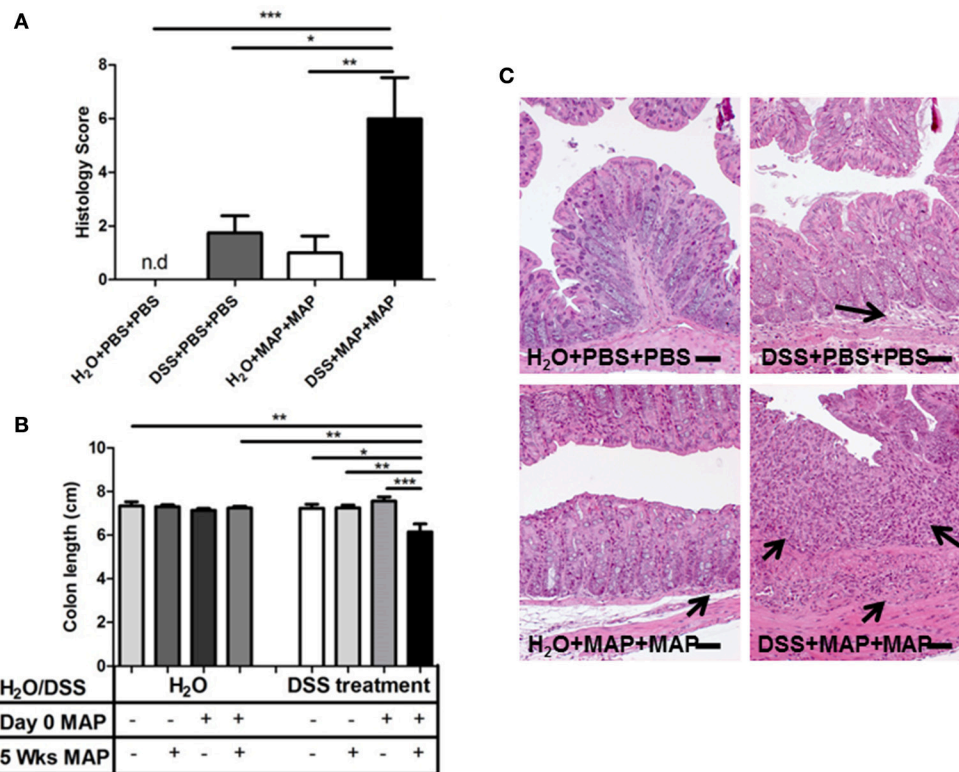 A
***
*
**
Histology Score
8
6
4
2
0
n.d
H₂O+PBS+PBS
DSS+PBS+PBS
H₂O+MAP+MAP
DSS+MAP+MAP
B
**
**
*
**
***
Colon length (cm)
10
8
6
4
2
0
H₂O/DSS H₂O DSS treatment
Day 0 MAP - - + + - - + +
5 Wks MAP - + - + - + - +
C
H₂O+PBS+PBS
DSS+PBS+PBS
H₂O+MAP+MAP
DSS+MAP+MAP